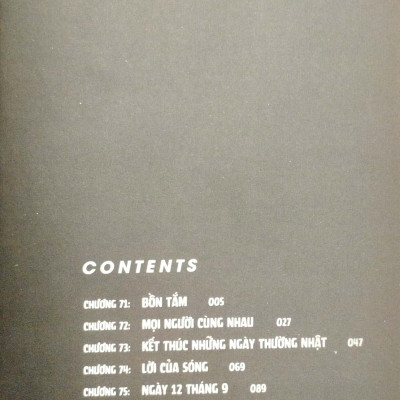 CONTENTS
CHƯƠNG 71: BỒN TẮM 005
CHƯƠNG 72: MỌI NGƯỜI CÙNG NHAU 027
CHƯƠNG 73: KẾT THÚC NHỮNG NGÀY THƯỜNG NHẬT 047
CHƯƠNG 74: LỜI CỦA SÓNG 069
CHƯƠNG 75: NGÀY 12 THÁNG 9 089